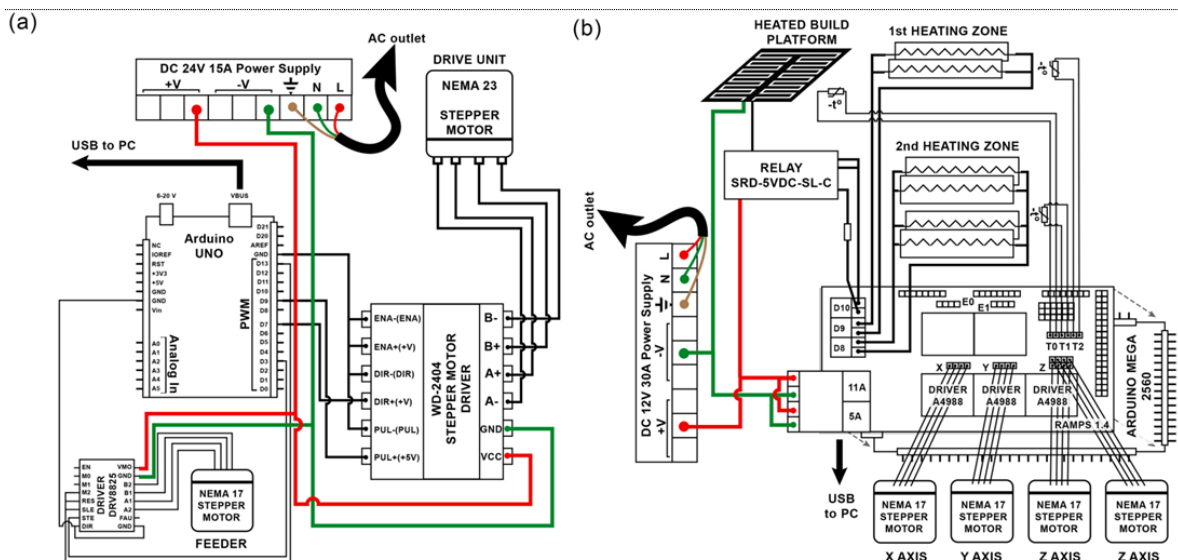 (a)
AC outlet
DC 24V 15A Power Supply
+V
-V
N
L
DRIVE UNIT
NEMA 23
STEPPER
MOTOR
USB to PC
6-20 V
VBUS
Arduino
UNO
NC
IOREF
RST
+3V3
+5V
GND
GND
Vin
A0
A1
A2
A3
A4
A5
Analog In
D21
D20
AREF
GND
D13
D12
D11
D10
D9
D8
D7
D6
D5
D4
D3
D2
D1
D0
PWM
ENA-(ENA)
ENA+(+V)
DIR-(DIR)
DIR+(+V)
PUL-(PUL)
PUL+(+5V)
WD-2404
STEPPER MOTOR
DRIVER
B-
B+
A+
A-
GND
VCC
EN
M0
M1
M2
RES
SLE
STE
DIR
DRIVER
DRV8825
VMO
GND
B2
B1
A1
A2
FAU
GND
NEMA 17
STEPPER
MOTOR
FEEDER
(b)
HEATED BUILD
PLATFORM
1st HEATING ZONE
-t°
-t°
RELAY
SRD-5VDC-SL-C
2nd HEATING ZONE
-t°
AC outlet
L
N
-V
+V
DC 12V 30A Power Supply
D10
D9
D8
E0
E1
T0 T1 T2
X
Y
Z
11A
5A
DRIVER
A4988
DRIVER
A4988
DRIVER
A4988
RAMPS 1.4
ARDUINO MEGA
2560
USB
to PC
NEMA 17
STEPPER
MOTOR
X AXIS
NEMA 17
STEPPER
MOTOR
Y AXIS
NEMA 17
STEPPER
MOTOR
Z AXIS
NEMA 17
STEPPER
MOTOR
Z AXIS